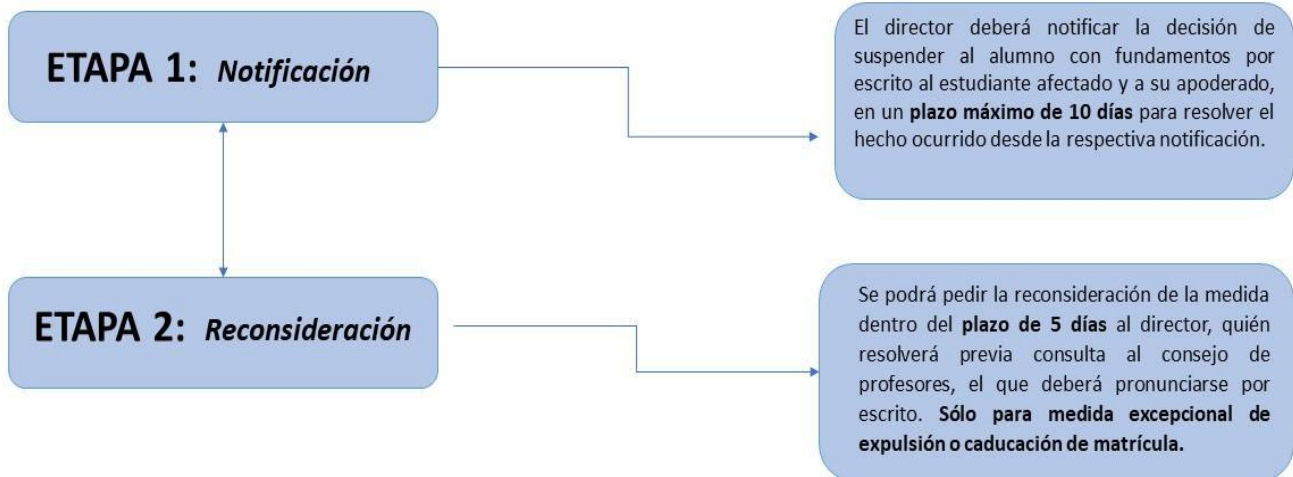 ETAPA 1: Notificación
El director deberá notificar la decisión de
suspender al alumno con fundamentos por
escrito al estudiante afectado y a su apoderado,
en un plazo máximo de 10 días para resolver el
hecho ocurrido desde la respectiva notificación.
ETAPA 2: Reconsideración
Se podrá pedir la reconsideración de la medida
dentro del plazo de 5 días al director, quién
resolverá previa consulta al consejo de
profesores, el que deberá pronunciarse por
escrito. Sólo para medida excepcional de
expulsión o caducación de matrícula.